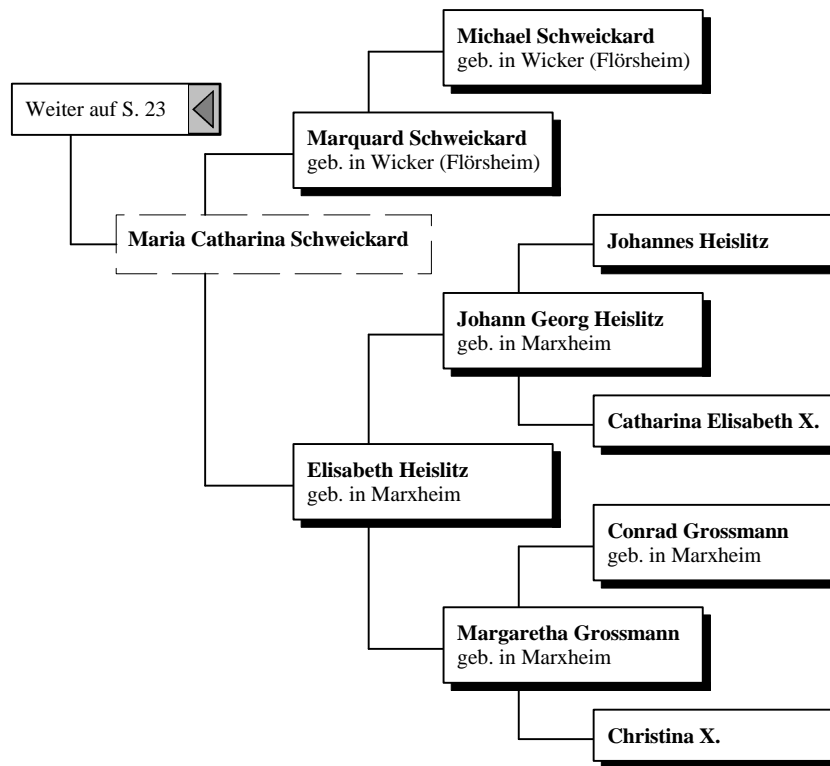 Michael Schweickard
geb. in Wicker (Flörsheim)
Weiter auf S. 23
Marquard Schweickard
geb. in Wicker (Flörsheim)
Maria Catharina Schweickard
Johannes Heislitz
Johann Georg Heislitz
geb. in Marxheim
Catharina Elisabeth X.
Elisabeth Heislitz
geb. in Marxheim
Conrad Grossmann
geb. in Marxheim
Margaretha Grossmann
geb. in Marxheim
Christina X.